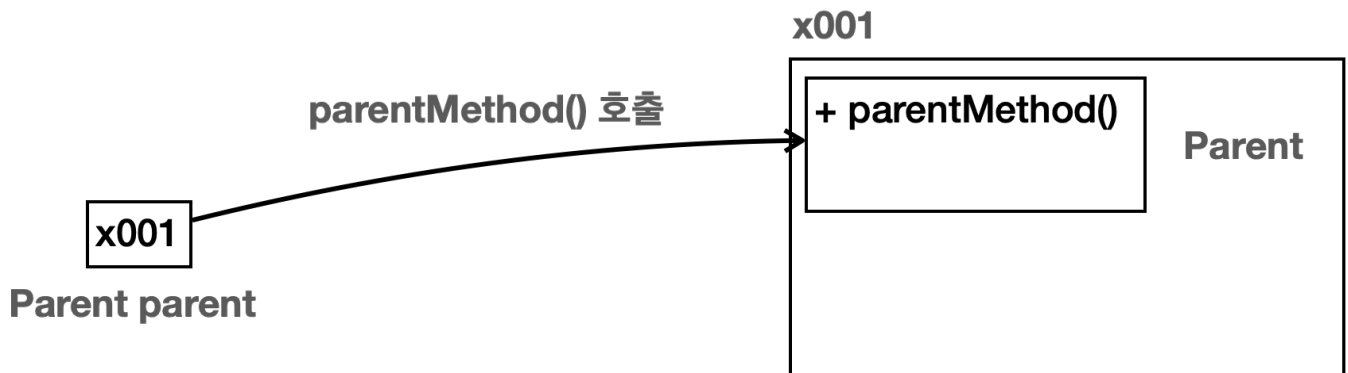 x001
parentMethod() 호출
+ parentMethod()
Parent
x001
Parent parent